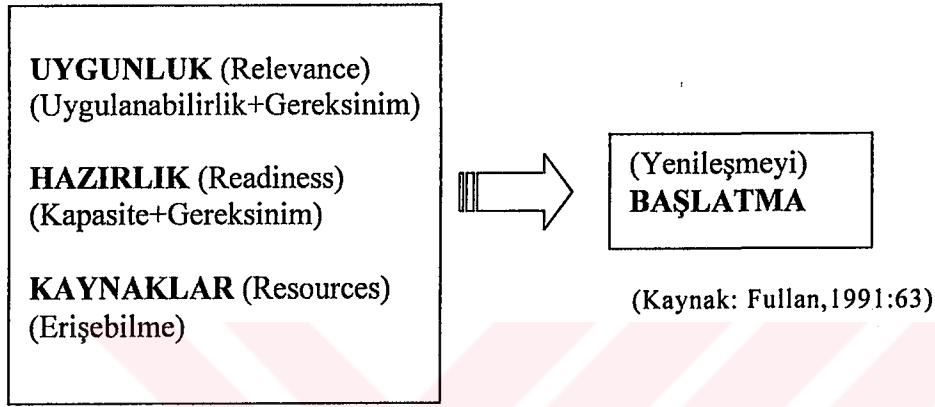 UYGUNLUK (Relevance)
(Uygulanabilirlik+Gereksinim)
HAZIRLIK (Readiness)
(Kapasite+Gereksinim)
KAYNAKLAR (Resources)
(Erişebilme)
(Yenileşmeyi)
BAŞLATMA
(Kaynak: Fullan,1991:63)